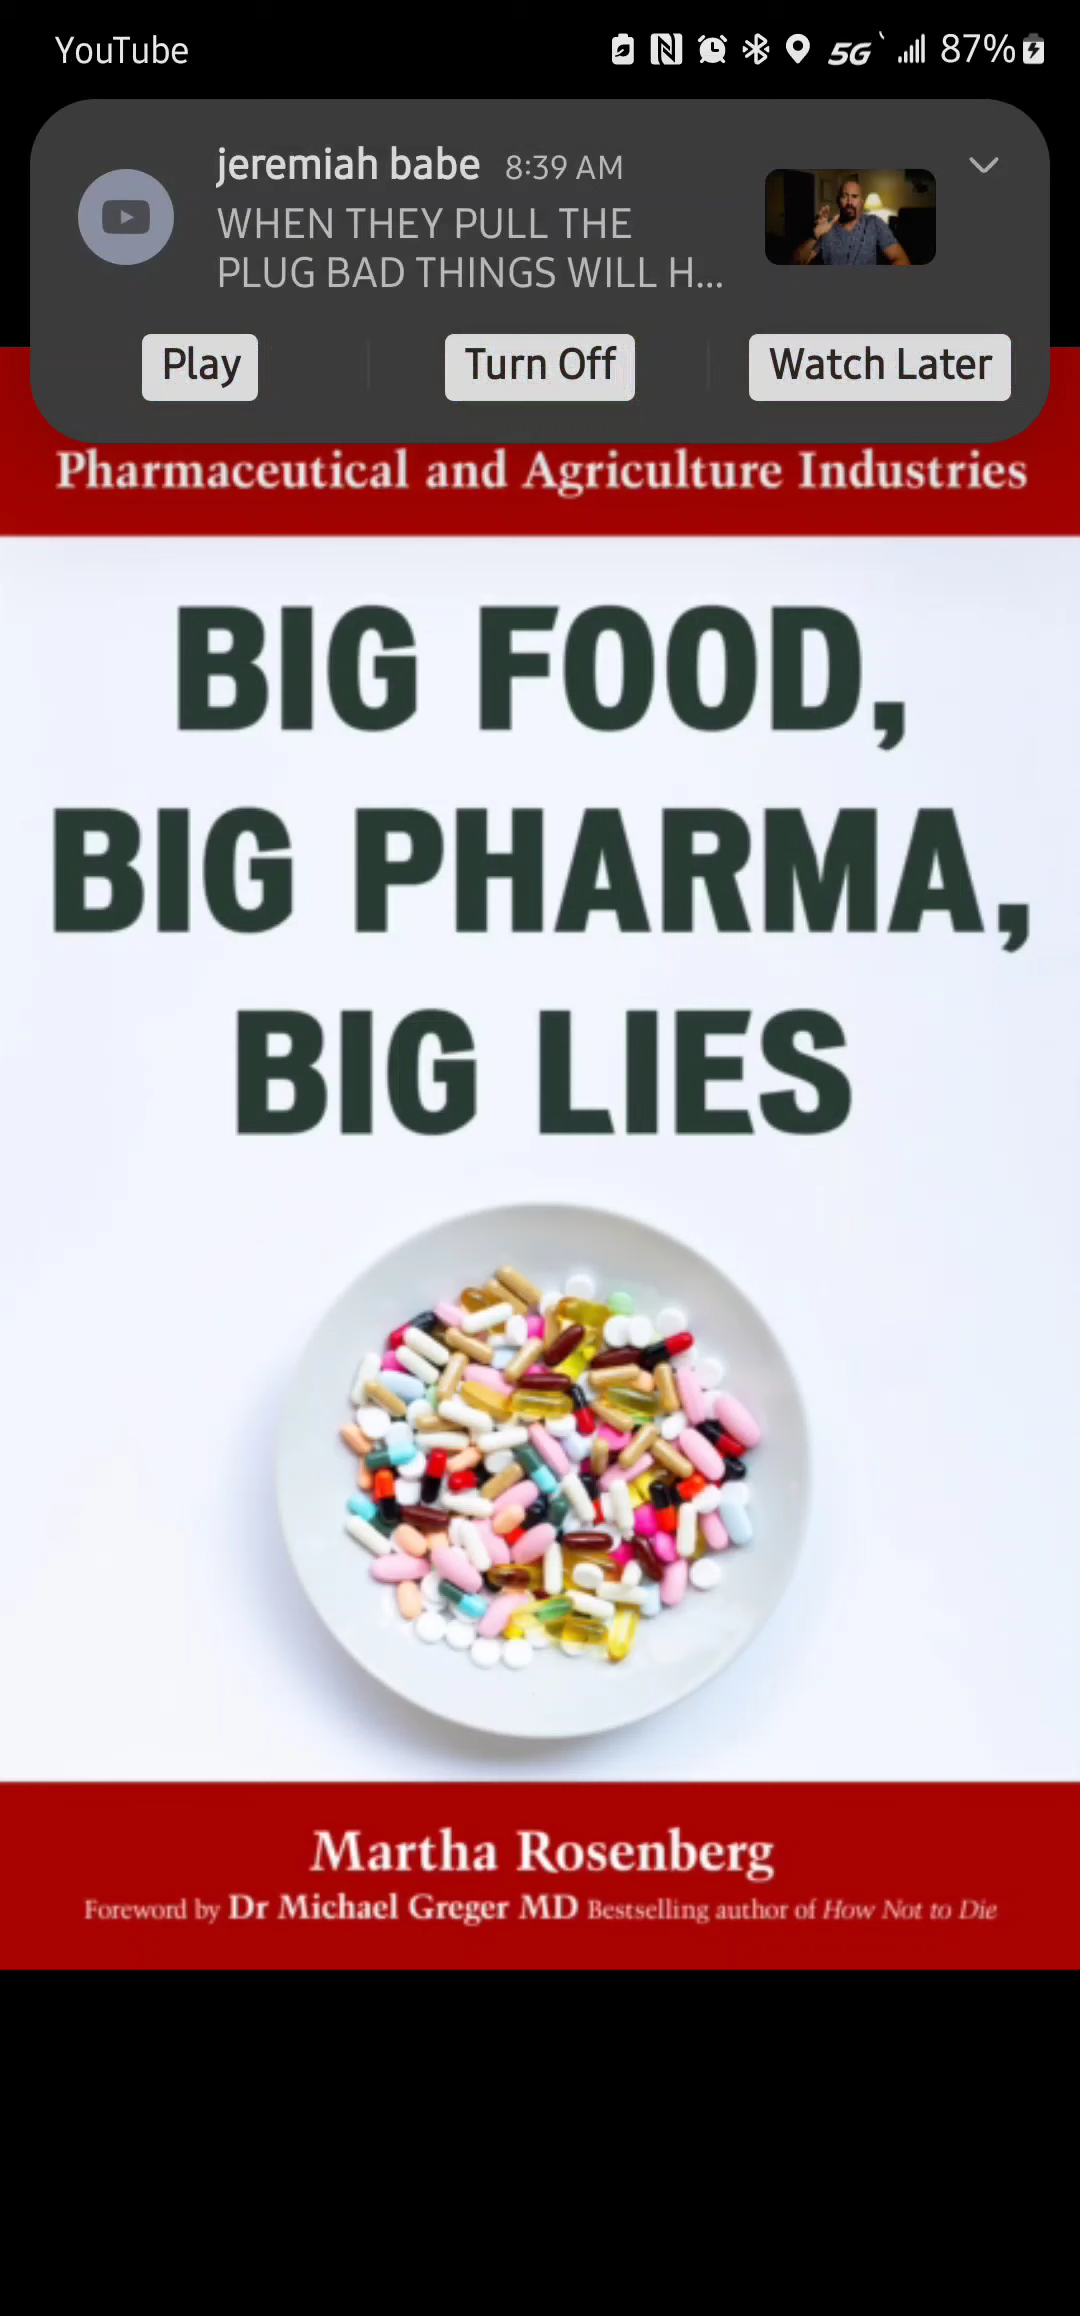 YouTube
5G 87%
jeremiah babe 8:39 AM
WHEN THEY PULL THE
PLUG BAD THINGS WILL H...
Play Turn Off Watch Later
Pharmaceutical and Agriculture Industries
BIG FOOD,
BIG PHARMA,
BIG LIES
Martha Rosenberg
Foreword by Dr Michael Greger MD Bestselling author of How Not to Die